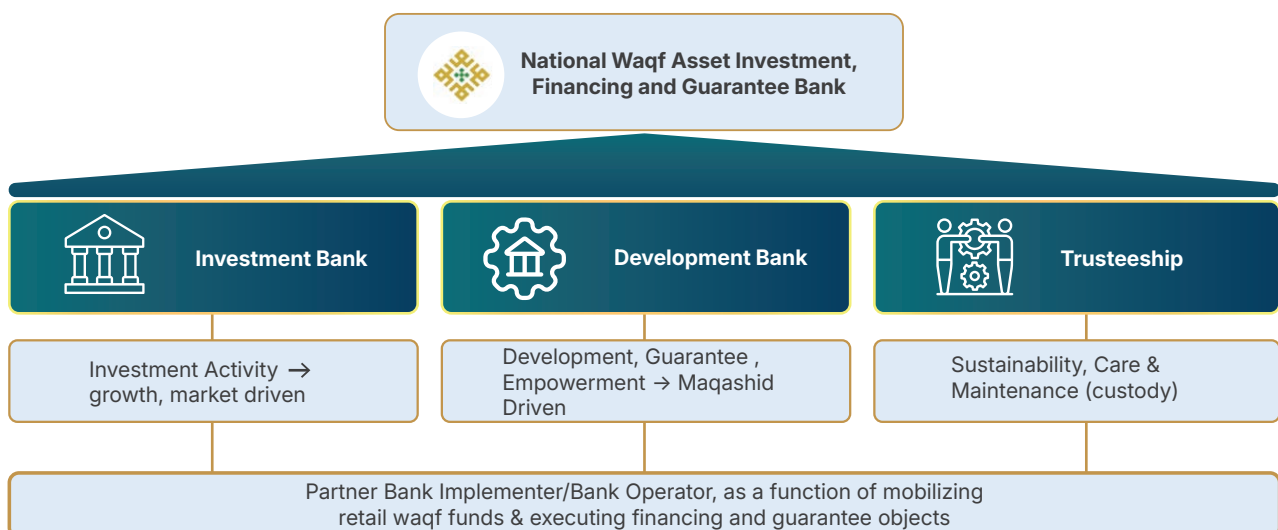 National Waqf Asset Investment,
Financing and Guarantee Bank
Investment Bank
Development Bank
Trusteeship
Investment Activity →
growth, market driven
Development, Guarantee ,
Empowerment → Maqashid
Driven
Sustainability, Care &
Maintenance (custody)
Partner Bank Implementer/Bank Operator, as a function of mobilizing
retail waqf funds & executing financing and guarantee objects